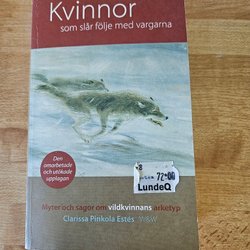 Kvinnor
som slår följe med vargarna
Den
omarbetade
och utökade
upplagan
72:00
LundeQ
Myter och sagor om vildkvinnans arketyp
Clarissa Pinkola Estés W&W